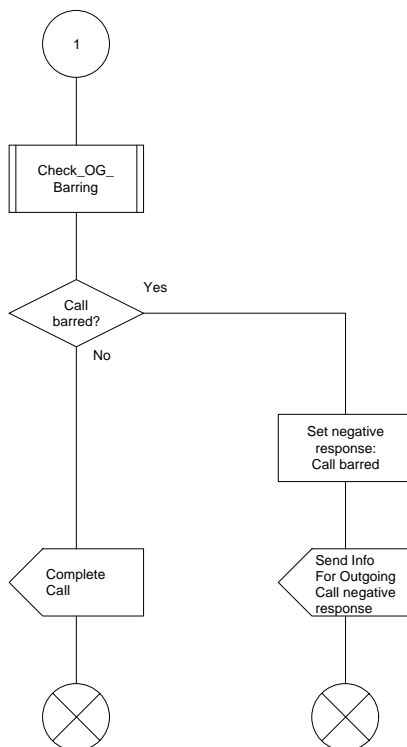 1
Check_OG_
Barring
Call
barred?
Yes
No
Set negative
response:
Call barred
Complete
Call
Send Info
For Outgoing
Call negative
response